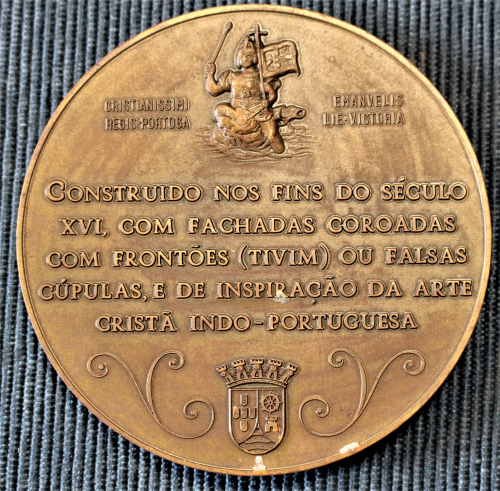 CRISTIANISSIMI EMANVELIS
REGIS·PORTOGA LIE·VICTORIA
CONSTRUIDO NOS FINS DO SÉCULO
XVI, COM FACHADAS COROADAS
COM FRONTÕES (TIVIM) OU FALSAS
CÚPULAS, E DE INSPIRAÇÃO DA ARTE
CRISTÃ INDO-PORTUGUESA